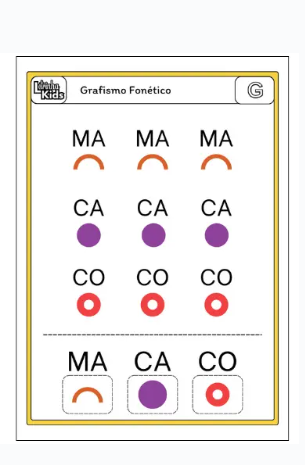 Kids
Grafismo Fonético
G
MA MA MA
CA CA CA
CO CO CO
MA CA CO